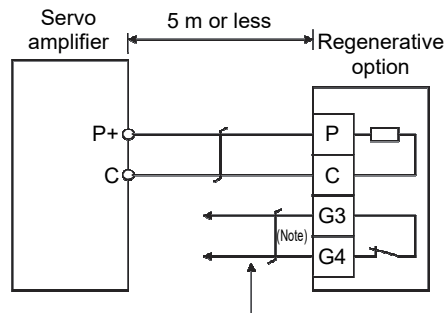 Servo
amplifier
5 m or less
Regenerative
option
P+
P
C
C
G3
(Note)
G4